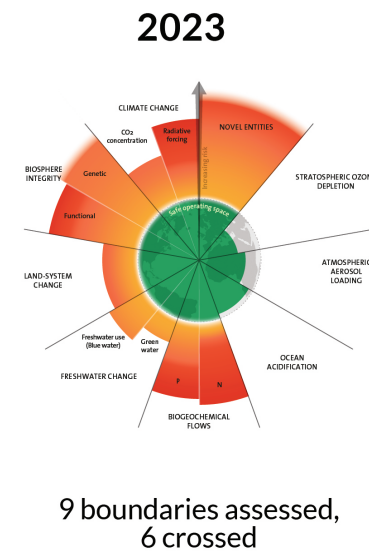 2023
CLIMATE CHANGE
CO2
concentration
Radiative
forcing
NOVEL ENTITIES
Increasing risk
STRATOSPHERIC OZON
DEPLETION
BIOSPHERE
INTEGRITY
Genetic
Functional
Safe operating space
ATMOSPHERIC
AEROSOL
LOADING
LAND-SYSTEM
CHANGE
Freshwater use
(Blue water)
Green
water
FRESHWATER CHANGE
OCEAN
ACIDIFICATION
P
N
BIOGEOCHEMICAL
FLOWS
9 boundaries assessed,
6 crossed